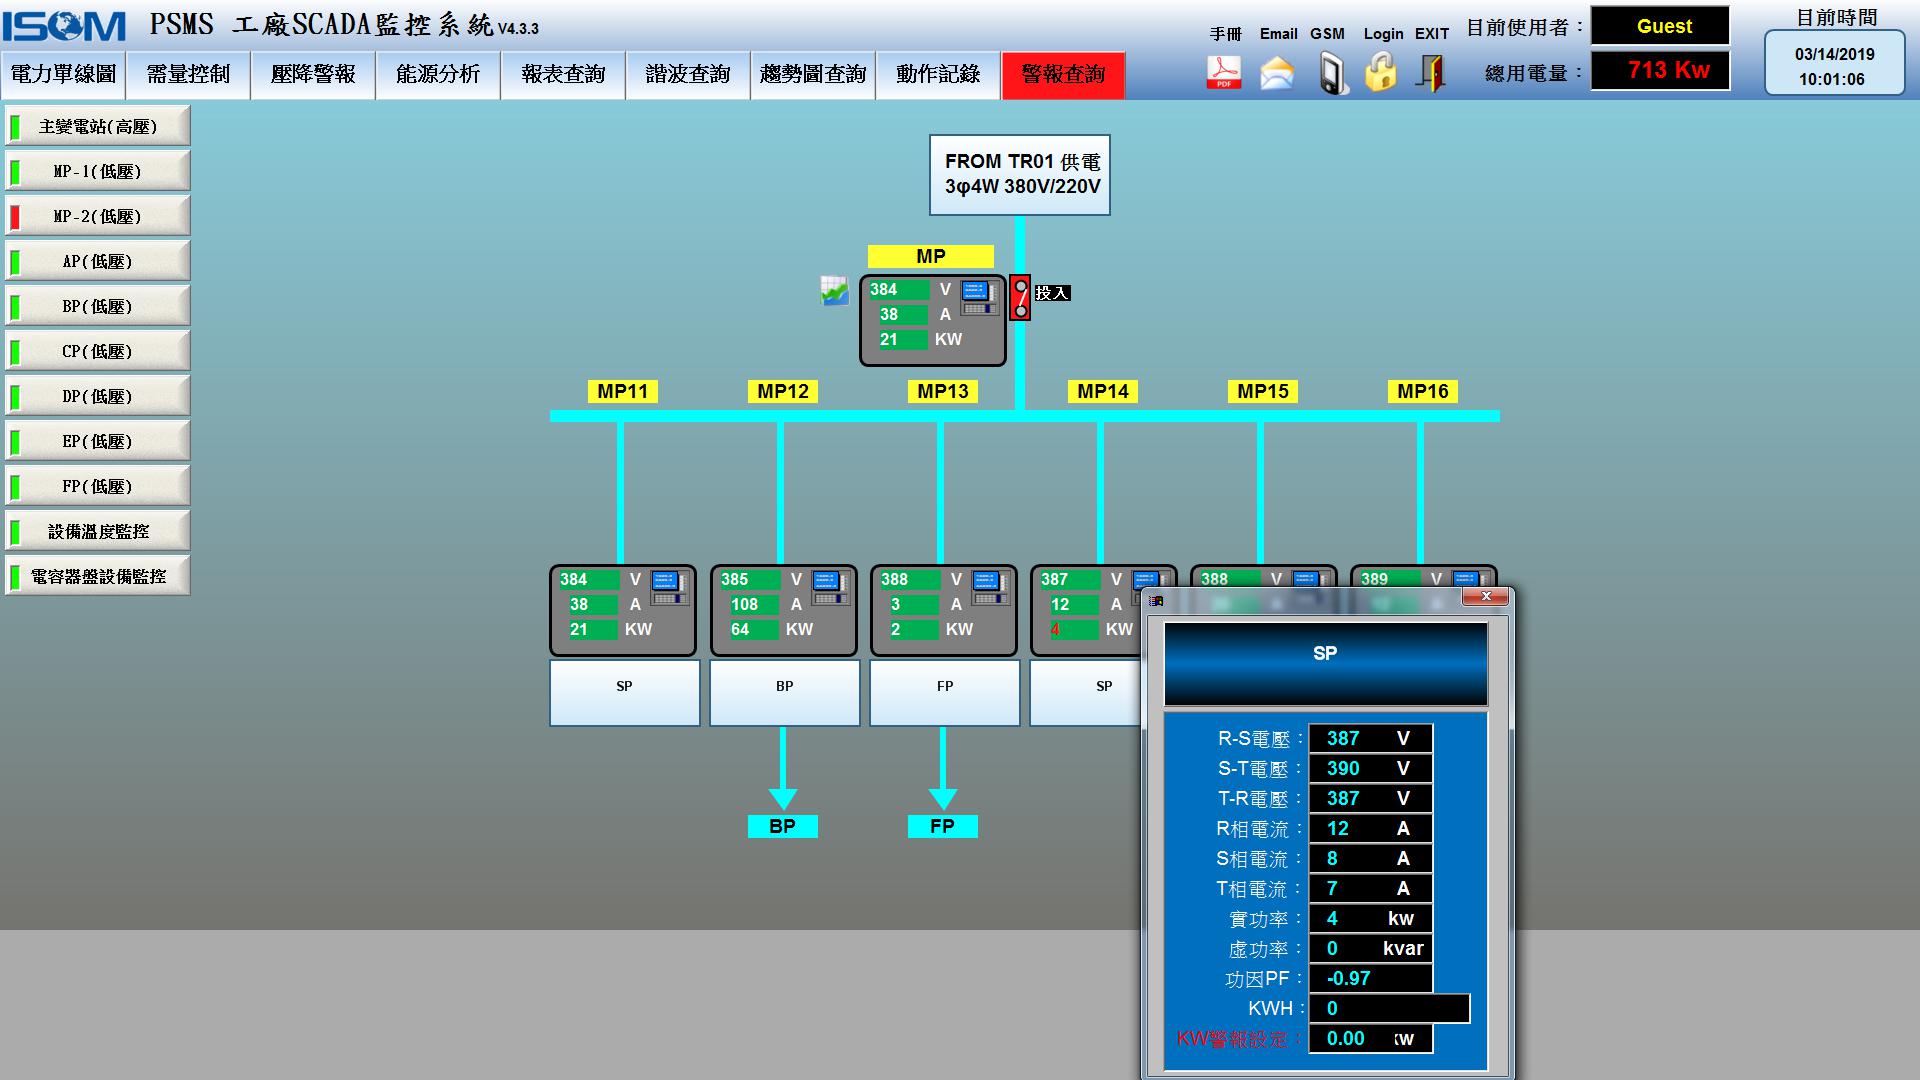 ISOM
PSMS 工廠SCADA監控系統 V4.3.3
手冊 Email GSM Login EXIT
目前使用者： Guest
總用電量： 713 Kw
目前時間
03/14/2019
10:01:06
電力單線圖 需量控制 壓降警報 能源分析 報表查詢 諧波查詢 趨勢圖查詢 動作記錄 警報查詢
主變電站(高壓)
MP-1(低壓)
MP-2(低壓)
AP(低壓)
BP(低壓)
CP(低壓)
DP(低壓)
EP(低壓)
FP(低壓)
設備溫度監控
電容器盤設備監控
FROM TR01 供電
3φ4W 380V/220V
MP
384 V
38 A
21 KW
投入
MP11 MP12 MP13 MP14 MP15 MP16
384 V
38 A
21 KW
SP
385 V
108 A
64 KW
BP
BP
388 V
3 A
2 KW
FP
FP
387 V
12 A
4 KW
SP
388 V
389 V
SP
R-S電壓： 387 V
S-T電壓： 390 V
T-R電壓： 387 V
R相電流： 12 A
S相電流： 8 A
T相電流： 7 A
實功率： 4 kw
虛功率： 0 kvar
功因PF： -0.97
KWH： 0
KW警報設定： 0.00 kw